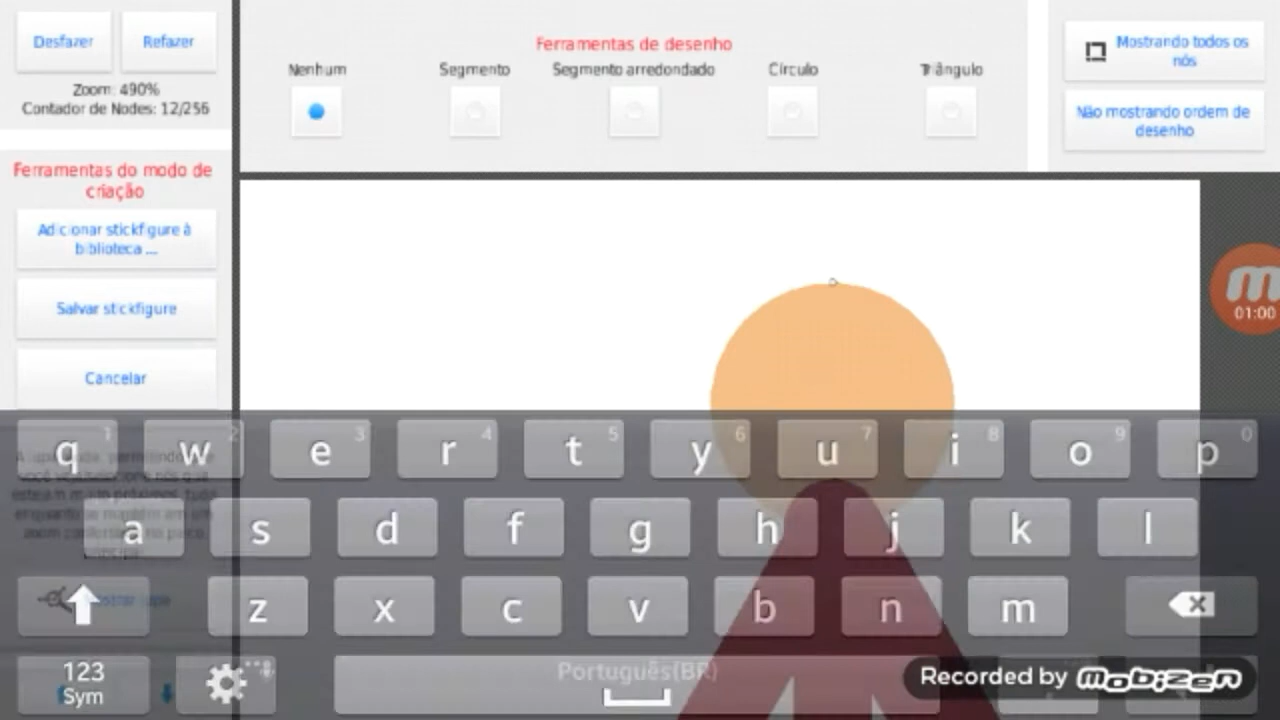 Desfazer
Refazer
Zoom: 490%
Contador de Nodes: 12/256
Ferramentas do modo de
criação
Adicionar stickfigure à
biblioteca ...
Salvar stickfigure
Cancelar
Ferramentas de desenho
Nenhum
Segmento
Segmento arredondado
Círculo
Triângulo
Mostrando todos os
nós
Não mostrando ordem de
desenho
01:00
q 1 w 2 e 3 r 4 t 5 y 6 u 7 i 8 o 9 p 0
a s d f g h j k l
z x c v b n m
123
Sym
Português(BR)
Recorded by mobizen